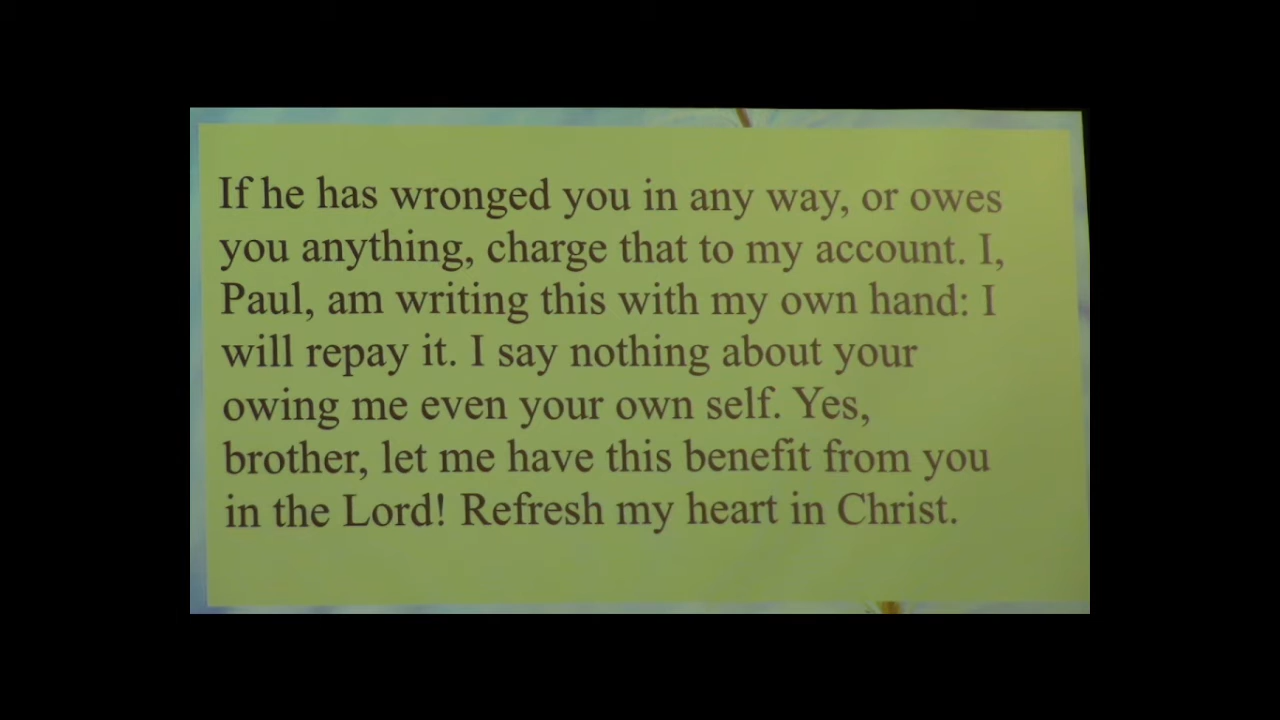 If he has wronged you in any way, or owes
you anything, charge that to my account. I,
Paul, am writing this with my own hand: I
will repay it. I say nothing about your
owing me even your own self. Yes,
brother, let me have this benefit from you
in the Lord! Refresh my heart in Christ.